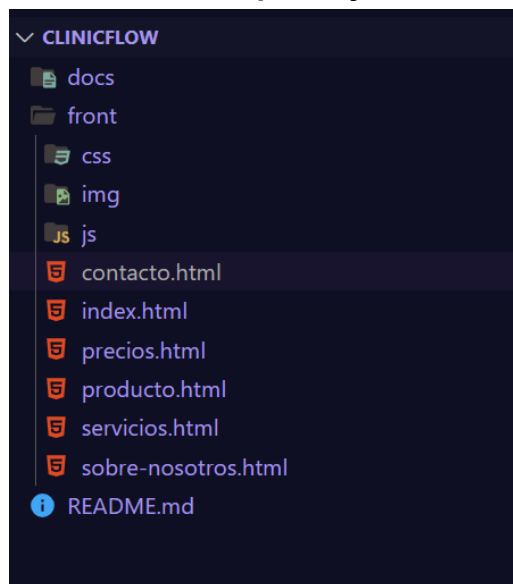 CLINICFLOW
docs
front
css
img
JS js
contacto.html
index.html
precios.html
producto.html
servicios.html
sobre-nosotros.html
README.md